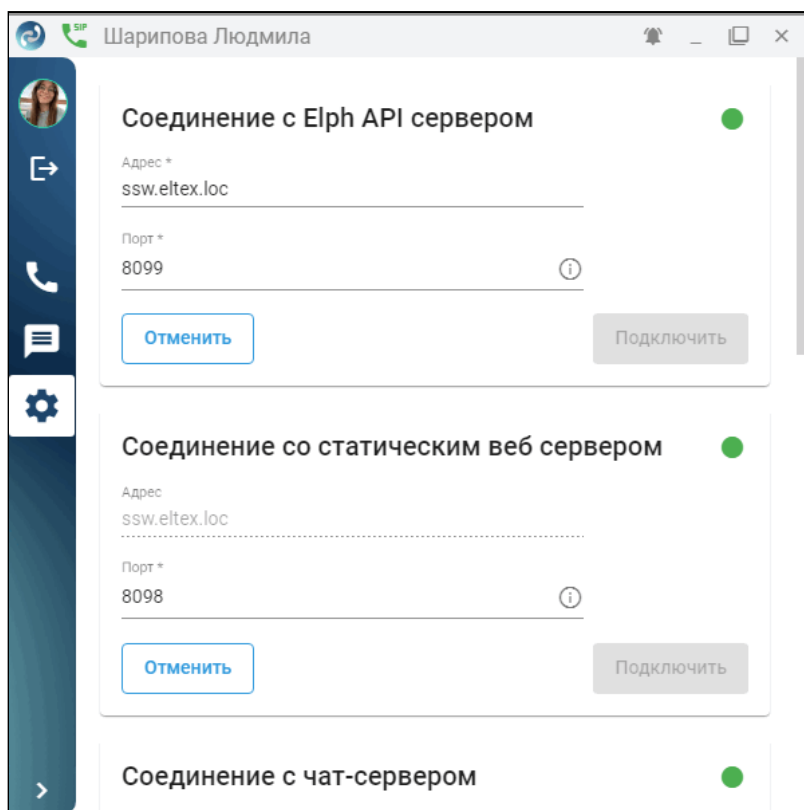 SIP
Шарипова Людмила
Соединение с Elph API сервером
Адрес *
ssw.eltex.loc
Порт *
8099
Отменить
Подключить
Соединение со статическим веб сервером
Адрес
ssw.eltex.loc
Порт *
8098
Отменить
Подключить
Соединение с чат-сервером